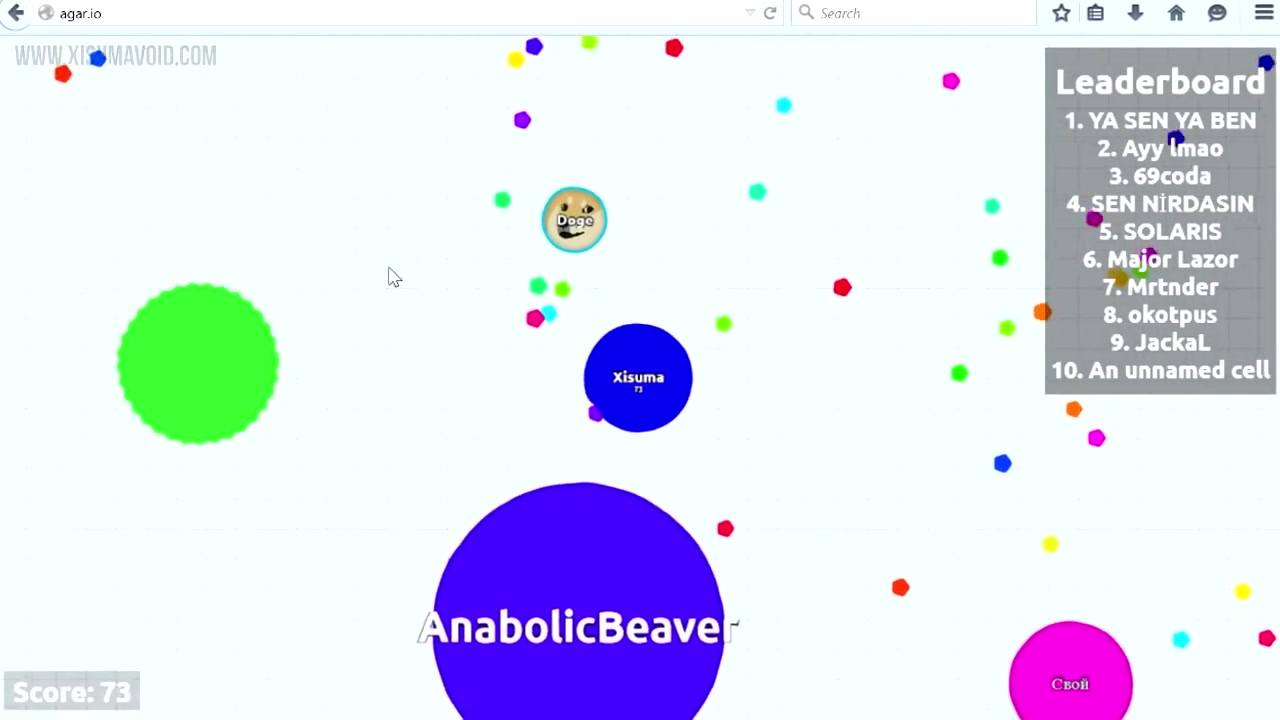 agar.io
Search
WWW.XISUMAVOID.COM
Leaderboard
1. YA SEN YA BEN
2. Ayy lmao
3. 69coda
4. SEN NİRDASIN
5. SOLARIS
6. Major Lazor
7. Mrtnder
8. okotpus
9. JackaL
10. An unnamed cell
Doge
Xisuma
73
AnabolicBeaver
Свой
Score: 73